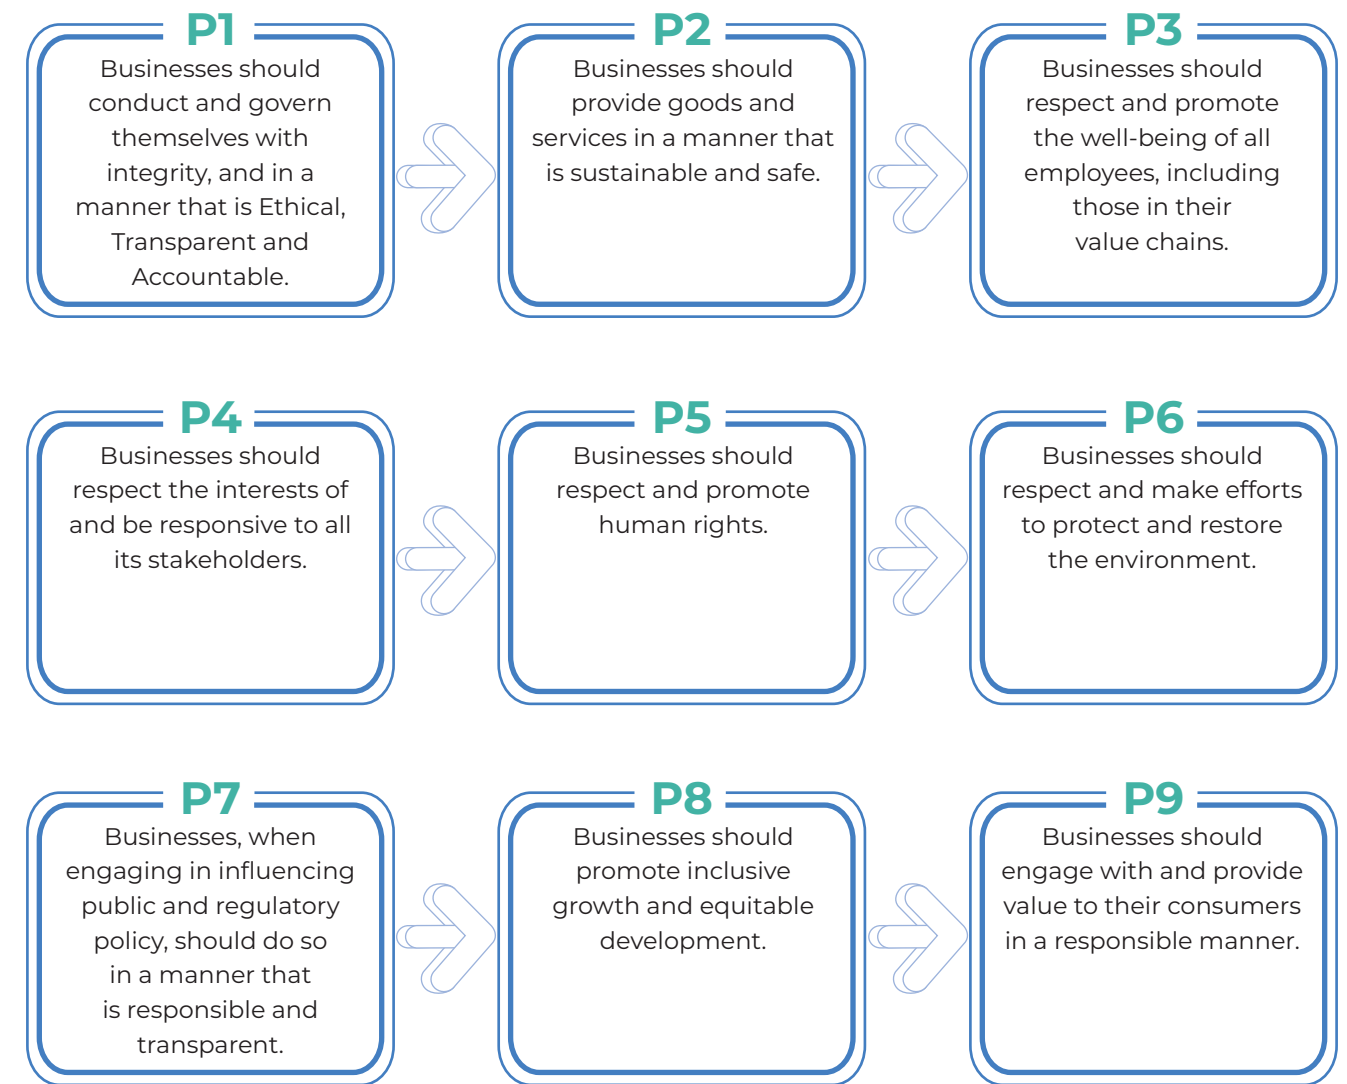 P1
Businesses should
conduct and govern
themselves with
integrity, and in a
manner that is Ethical,
Transparent and
Accountable.
P2
Businesses should
provide goods and
services in a manner that
is sustainable and safe.
P3
Businesses should
respect and promote
the well-being of all
employees, including
those in their
value chains.
P4
Businesses should
respect the interests of
and be responsive to all
its stakeholders.
P5
Businesses should
respect and promote
human rights.
P6
Businesses should
respect and make efforts
to protect and restore
the environment.
P7
Businesses, when
engaging in influencing
public and regulatory
policy, should do so
in a manner that
is responsible and
transparent.
P8
Businesses should
promote inclusive
growth and equitable
development.
P9
Businesses should
engage with and provide
value to their consumers
in a responsible manner.